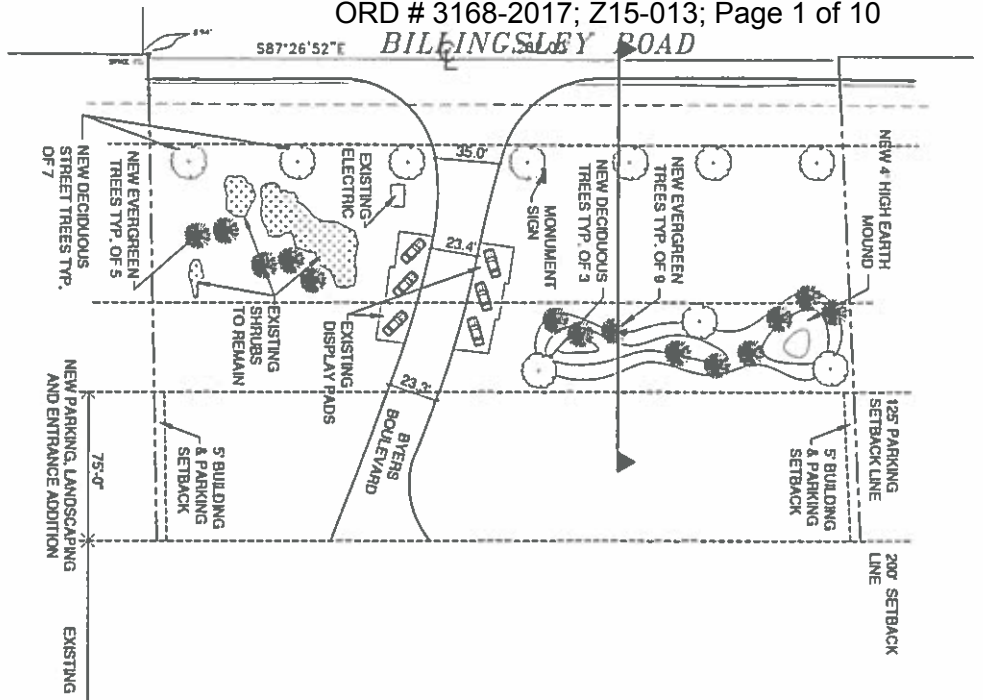 ORD # 3168-2017; Z15-013; Page 1 of 10
BILLINGSLEY ROAD
S87°26'52"E
NEW DECIDUOUS
STREET TREES TYP.
OF 7
NEW EVERGREEN
TREES TYP. OF 5
EXISTING
ELECTRIC
35.0'
MONUMENT
SIGN
NEW DECIDUOUS
TREES TYP. OF 3
NEW EVERGREEN
TREES TYP. OF 9
NEW 4' HIGH EARTH
MOUND
23.4'
EXISTING
SHRUBS
TO REMAIN
EXISTING
DISPLAY PADS
23.3'
BYERS
BOULEVARD
NEW PARKING, LANDSCAPING
AND ENTRANCE ADDITION
75'-0"
5' BUILDING
& PARKING
SETBACK
5' BUILDING
& PARKING
SETBACK
125' PARKING
SETBACK LINE
200' SETBACK
LINE
EXISTING